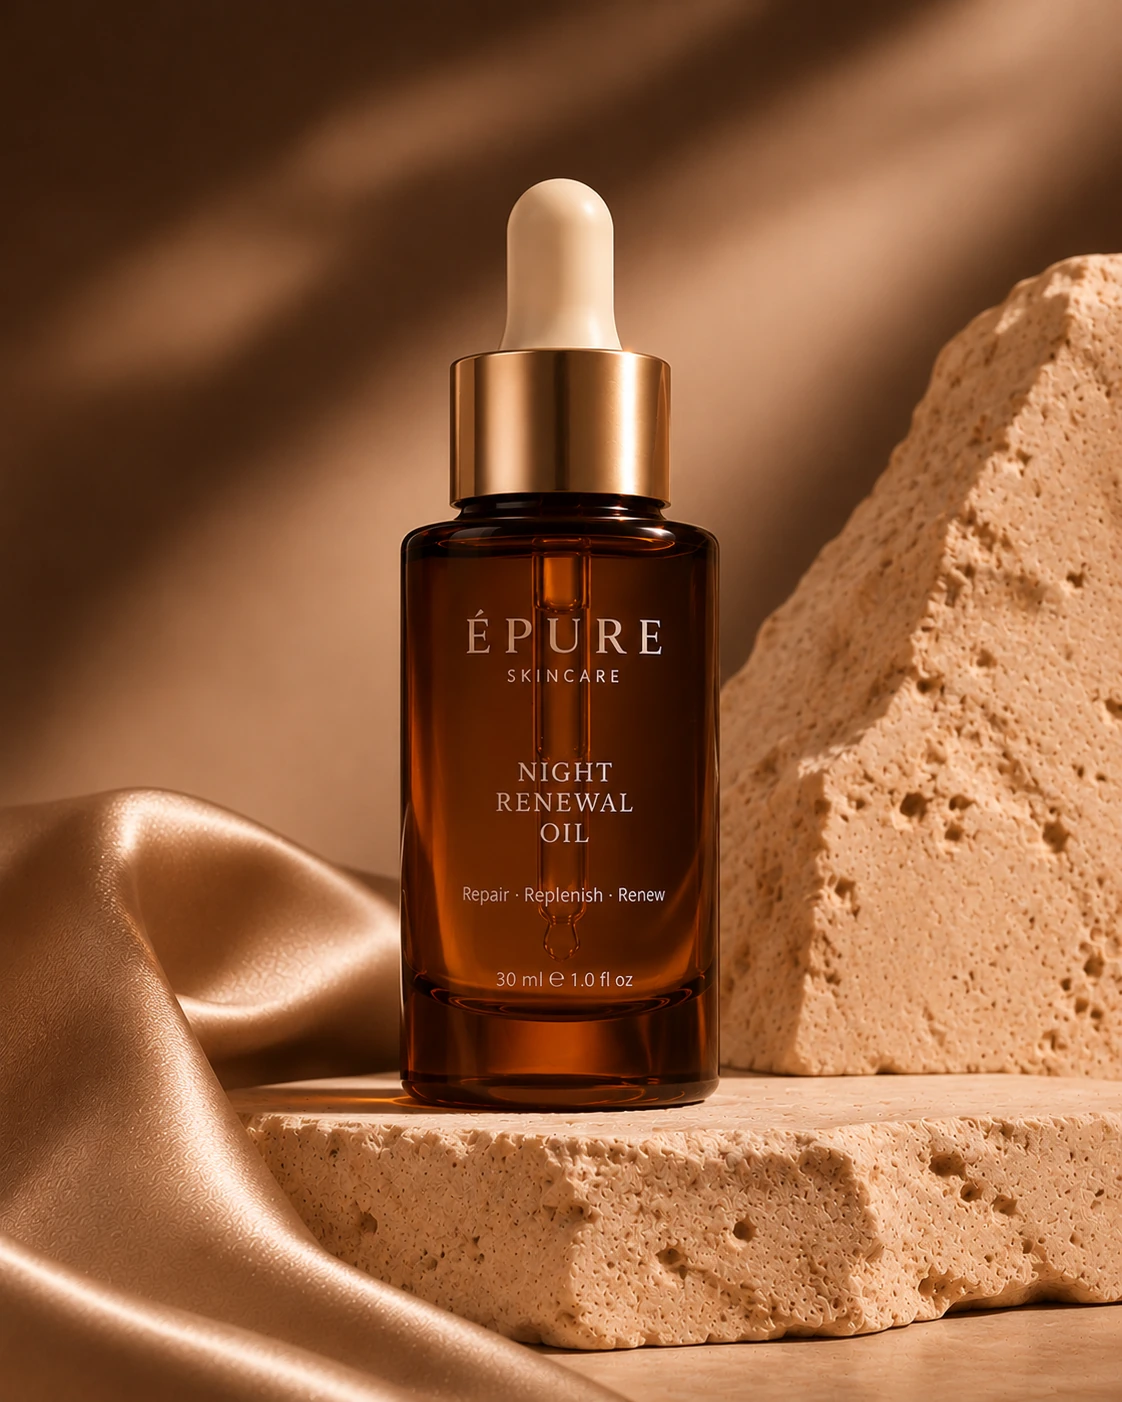 ÉPURE
SKINCARE
NIGHT
RENEWAL
OIL
Repair · Replenish · Renew
30 ml ℮ 1.0 fl oz